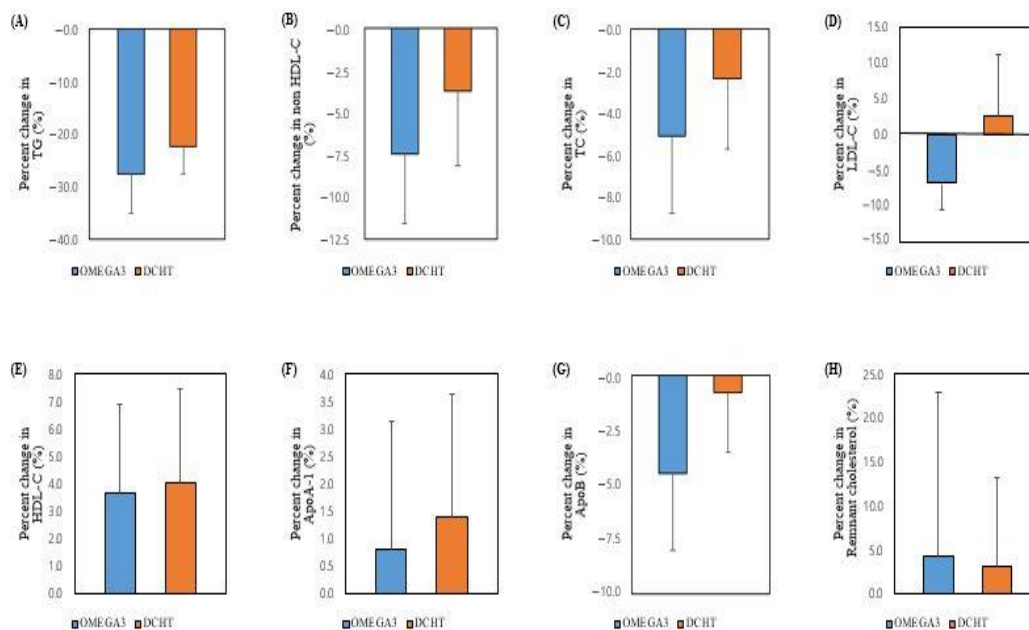 (A)
Percent change in
TG (%)
−0.0
−10.0
−20.0
−30.0
−40.0
OMEGA3 DCHT
(B)
Percent change in non HDL-C
(%)
−0.0
−2.5
−5.0
−7.5
−10.0
−12.5
OMEGA3 DCHT
(C)
Percent change in
TC (%)
−0.0
−2.0
−4.0
−6.0
−8.0
−10.0
OMEGA3 DCHT
(D)
Percent change in
LDL-C (%)
15.0
10.0
5.0
0.0
−5.0
−10.0
−15.0
OMEGA3 DCHT
(E)
Percent change in
HDL-C (%)
8.0
7.0
6.0
5.0
4.0
3.0
2.0
1.0
0.0
OMEGA3 DCHT
(F)
Percent change in
ApoA-1 (%)
4.0
3.5
3.0
2.5
2.0
1.5
1.0
0.5
0.0
OMEGA3 DCHT
(G)
Percent change in
ApoB (%)
−0.0
−2.5
−5.0
−7.5
−10.0
OMEGA3 DCHT
(H)
Percent change in
Remnant cholesterol (%)
25.0
20.0
15.0
10.0
5.0
0.0
OMEGA3 DCHT